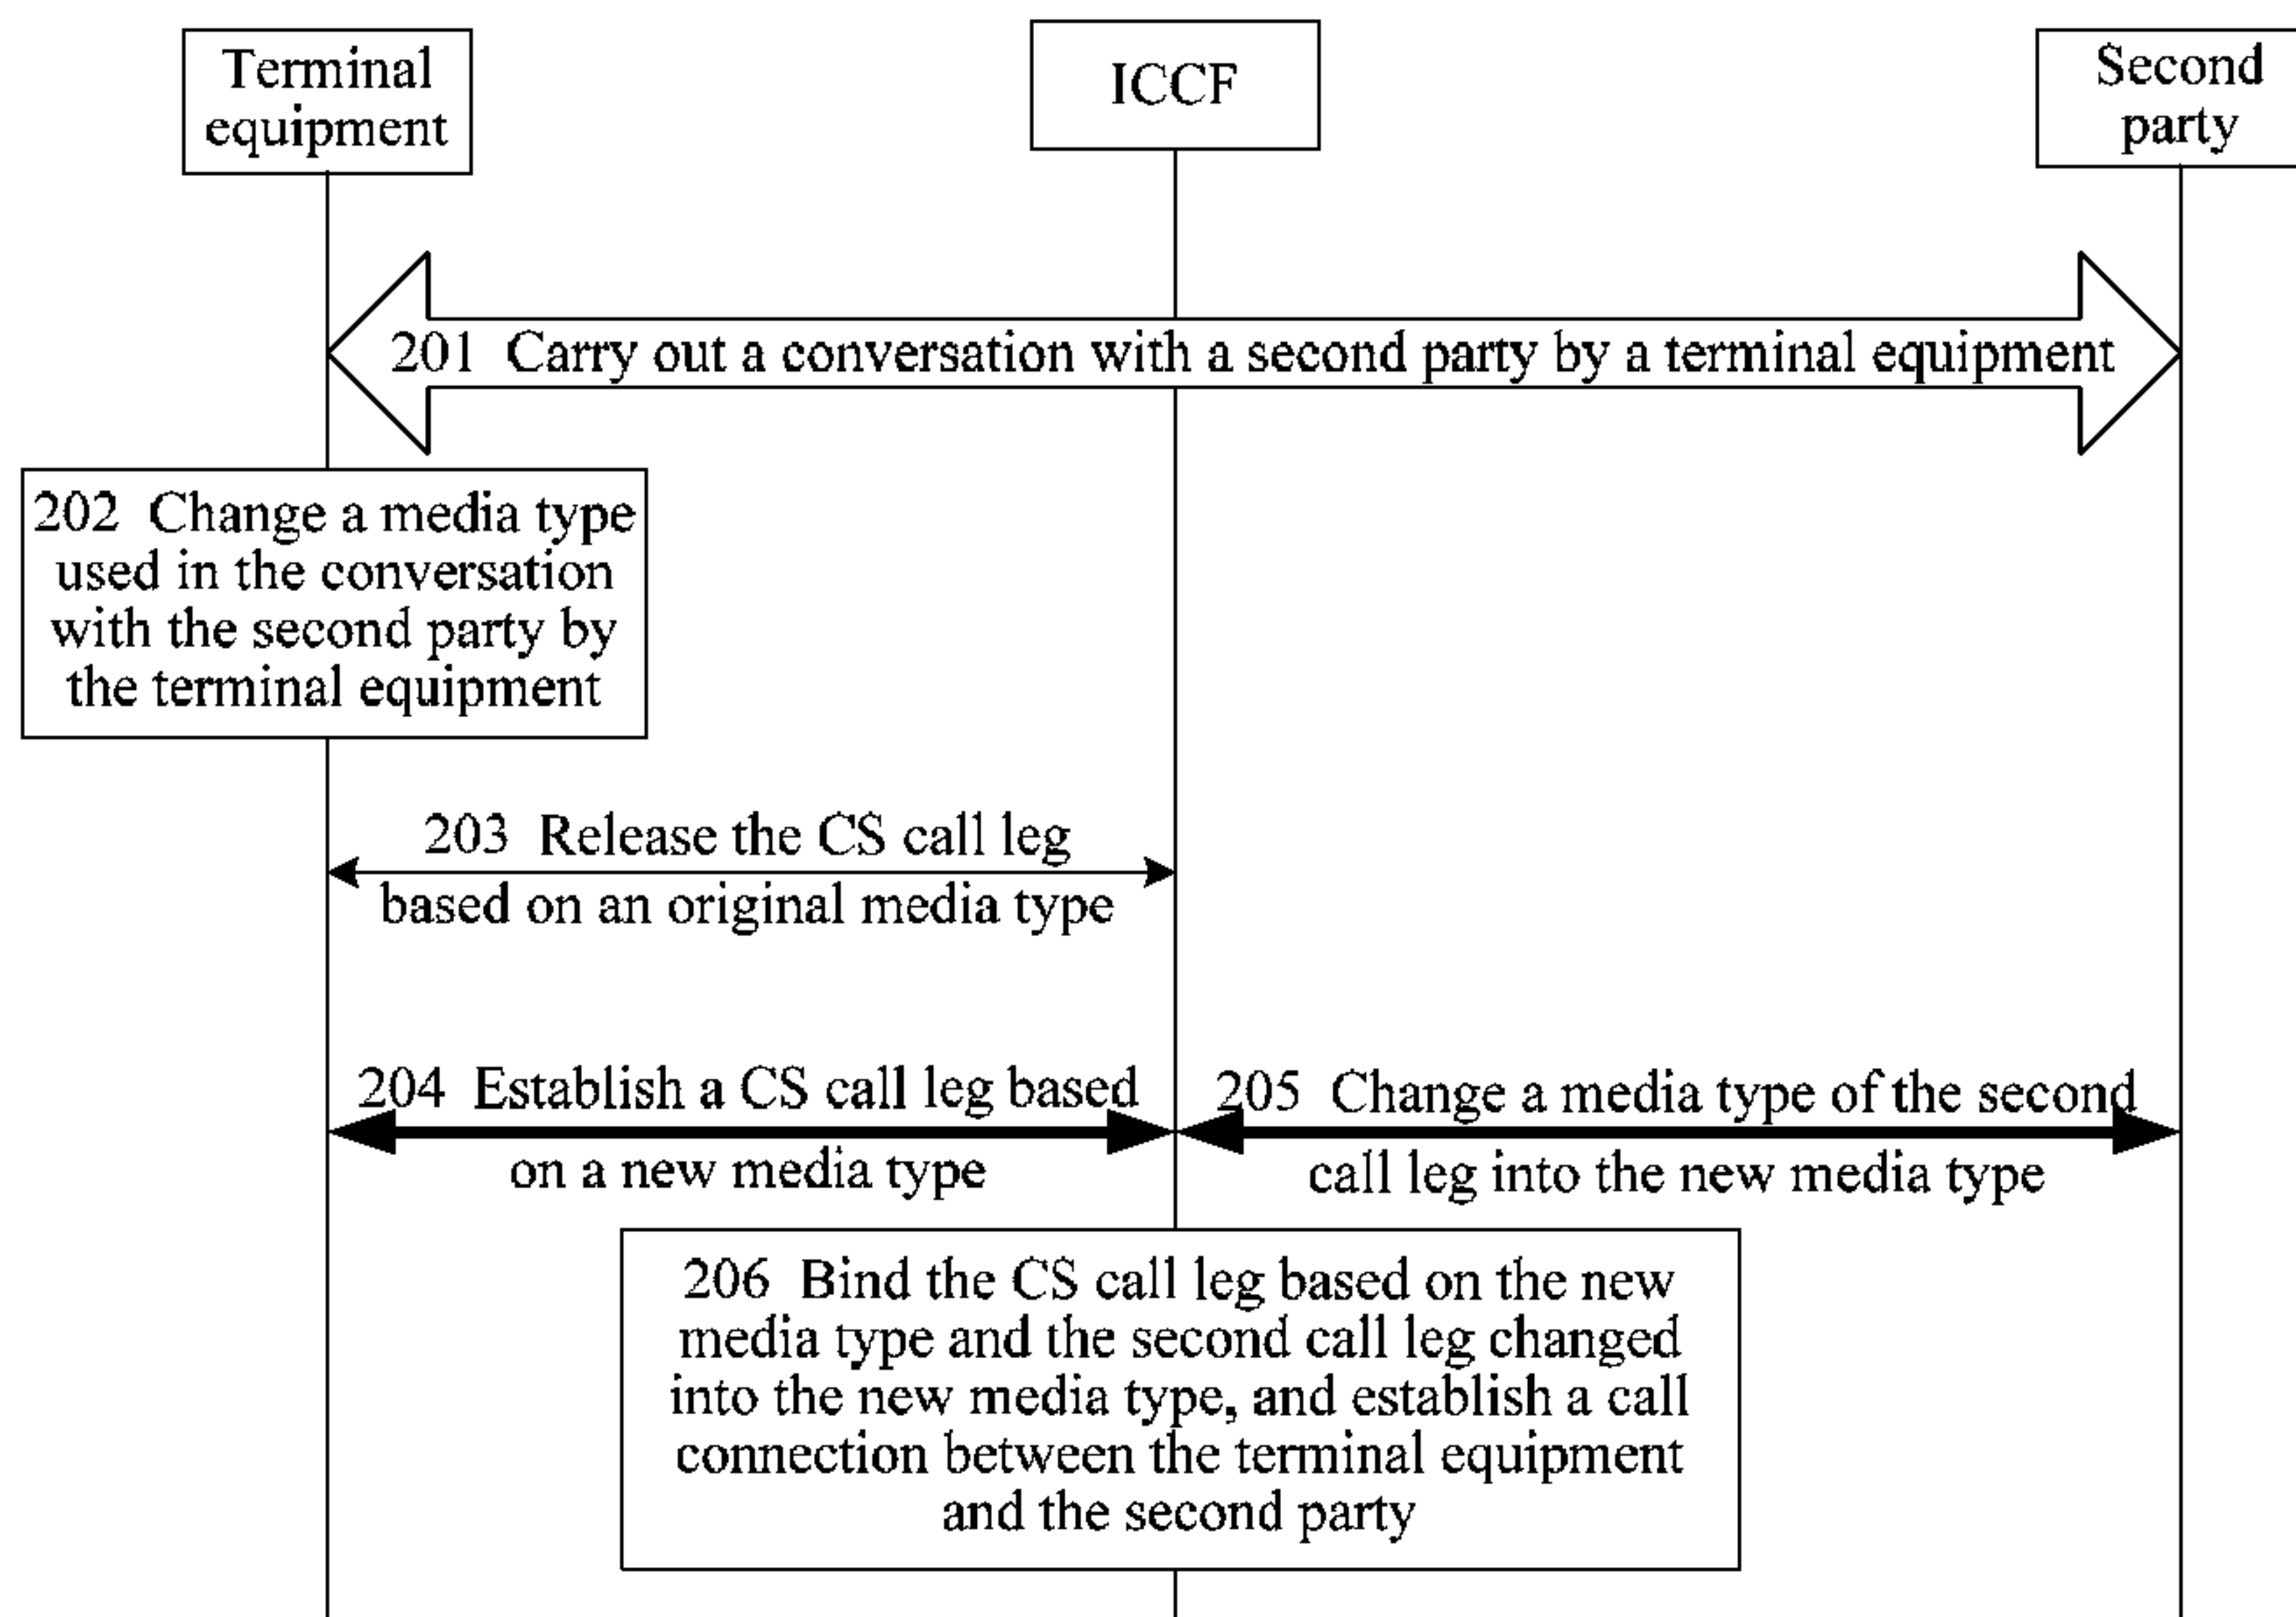 Terminal
equipment
ICCF
Second
party
201 Carry out a conversation with a second party by a terminal equipment
202 Change a media type
used in the conversation
with the second party by
the terminal equipment
203 Release the CS call leg
based on an original media type
204 Establish a CS call leg based
on a new media type
205 Change a media type of the second
call leg into the new media type
206 Bind the CS call leg based on the new
media type and the second call leg changed
into the new media type, and establish a call
connection between the terminal equipment
and the second party